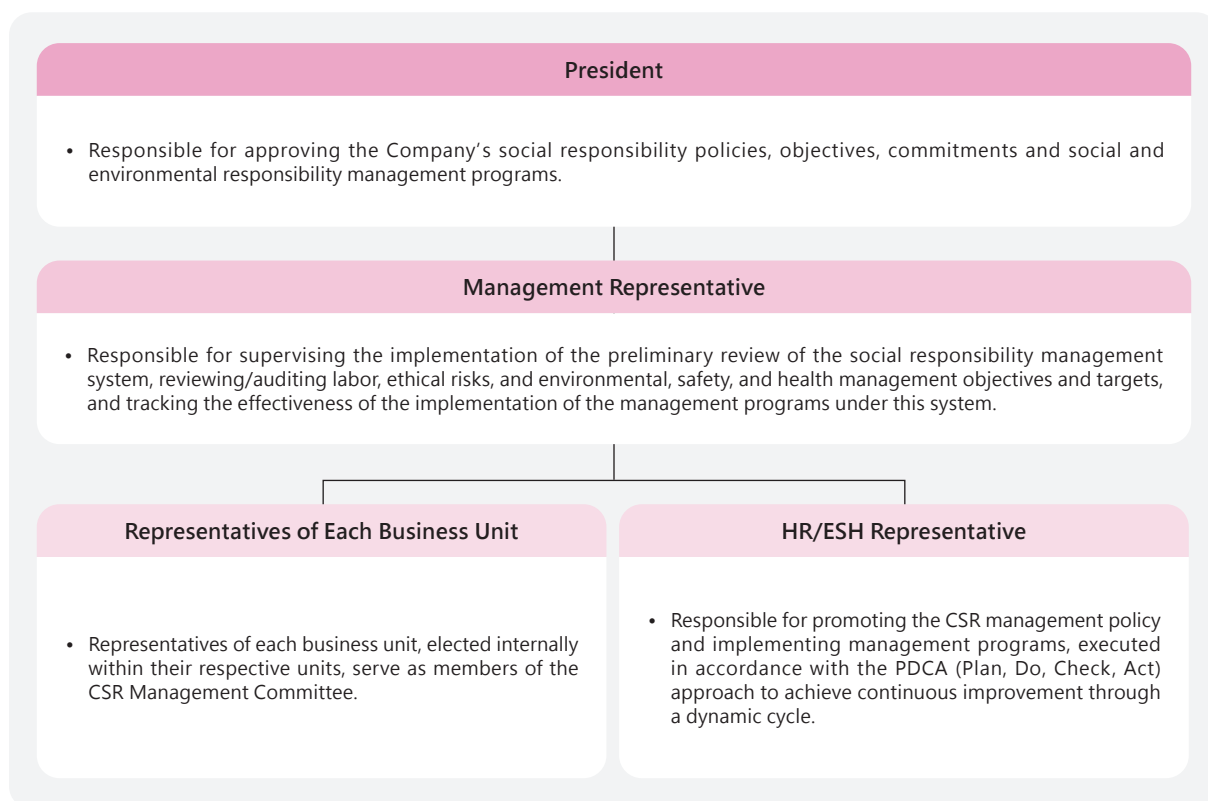 President
• Responsible for approving the Company's social responsibility policies, objectives, commitments and social and
environmental responsibility management programs.
Management Representative
• Responsible for supervising the implementation of the preliminary review of the social responsibility management
system, reviewing/auditing labor, ethical risks, and environmental, safety, and health management objectives and targets,
and tracking the effectiveness of the implementation of the management programs under this system.
Representatives of Each Business Unit
• Representatives of each business unit, elected internally
within their respective units, serve as members of the
CSR Management Committee.
HR/ESH Representative
• Responsible for promoting the CSR management policy
and implementing management programs, executed
in accordance with the PDCA (Plan, Do, Check, Act)
approach to achieve continuous improvement through
a dynamic cycle.